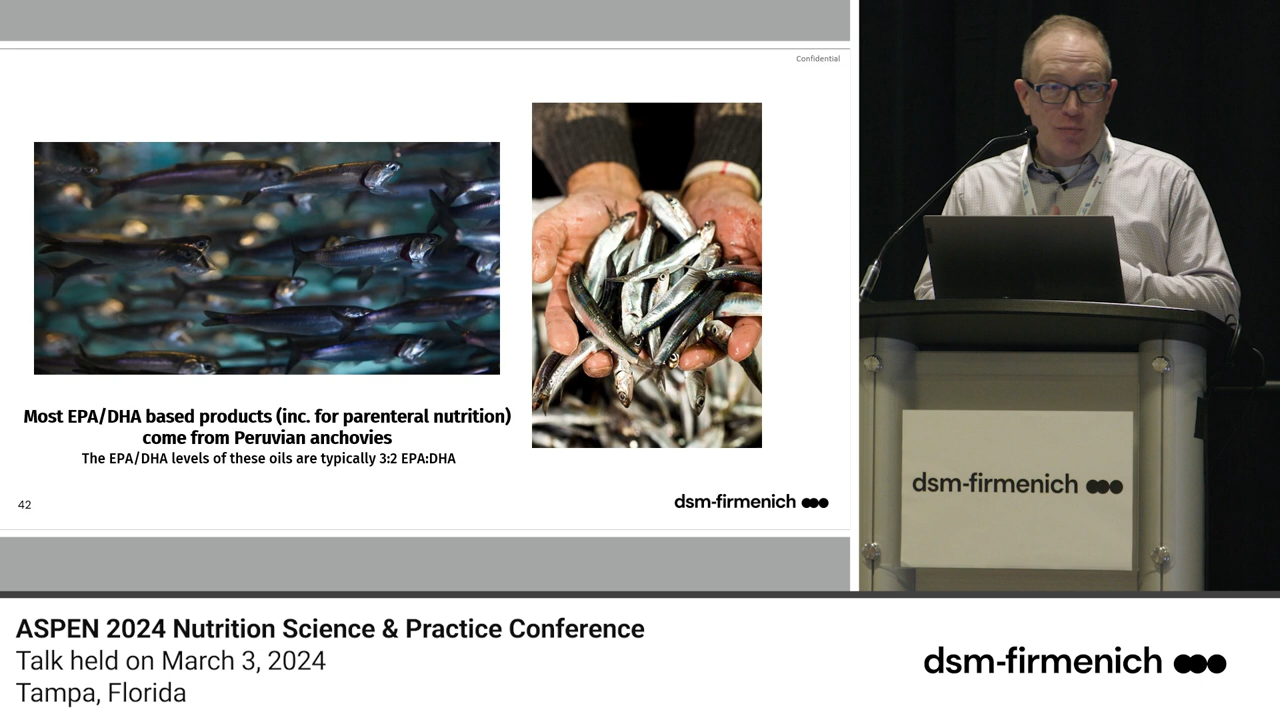 Confidential
Most EPA/DHA based products (inc. for parenteral nutrition)
come from Peruvian anchovies
The EPA/DHA levels of these oils are typically 3:2 EPA:DHA
42
dsm-firmenich
dsm-firmenich
ASPEN 2024 Nutrition Science & Practice Conference
Talk held on March 3, 2024
Tampa, Florida
dsm-firmenich